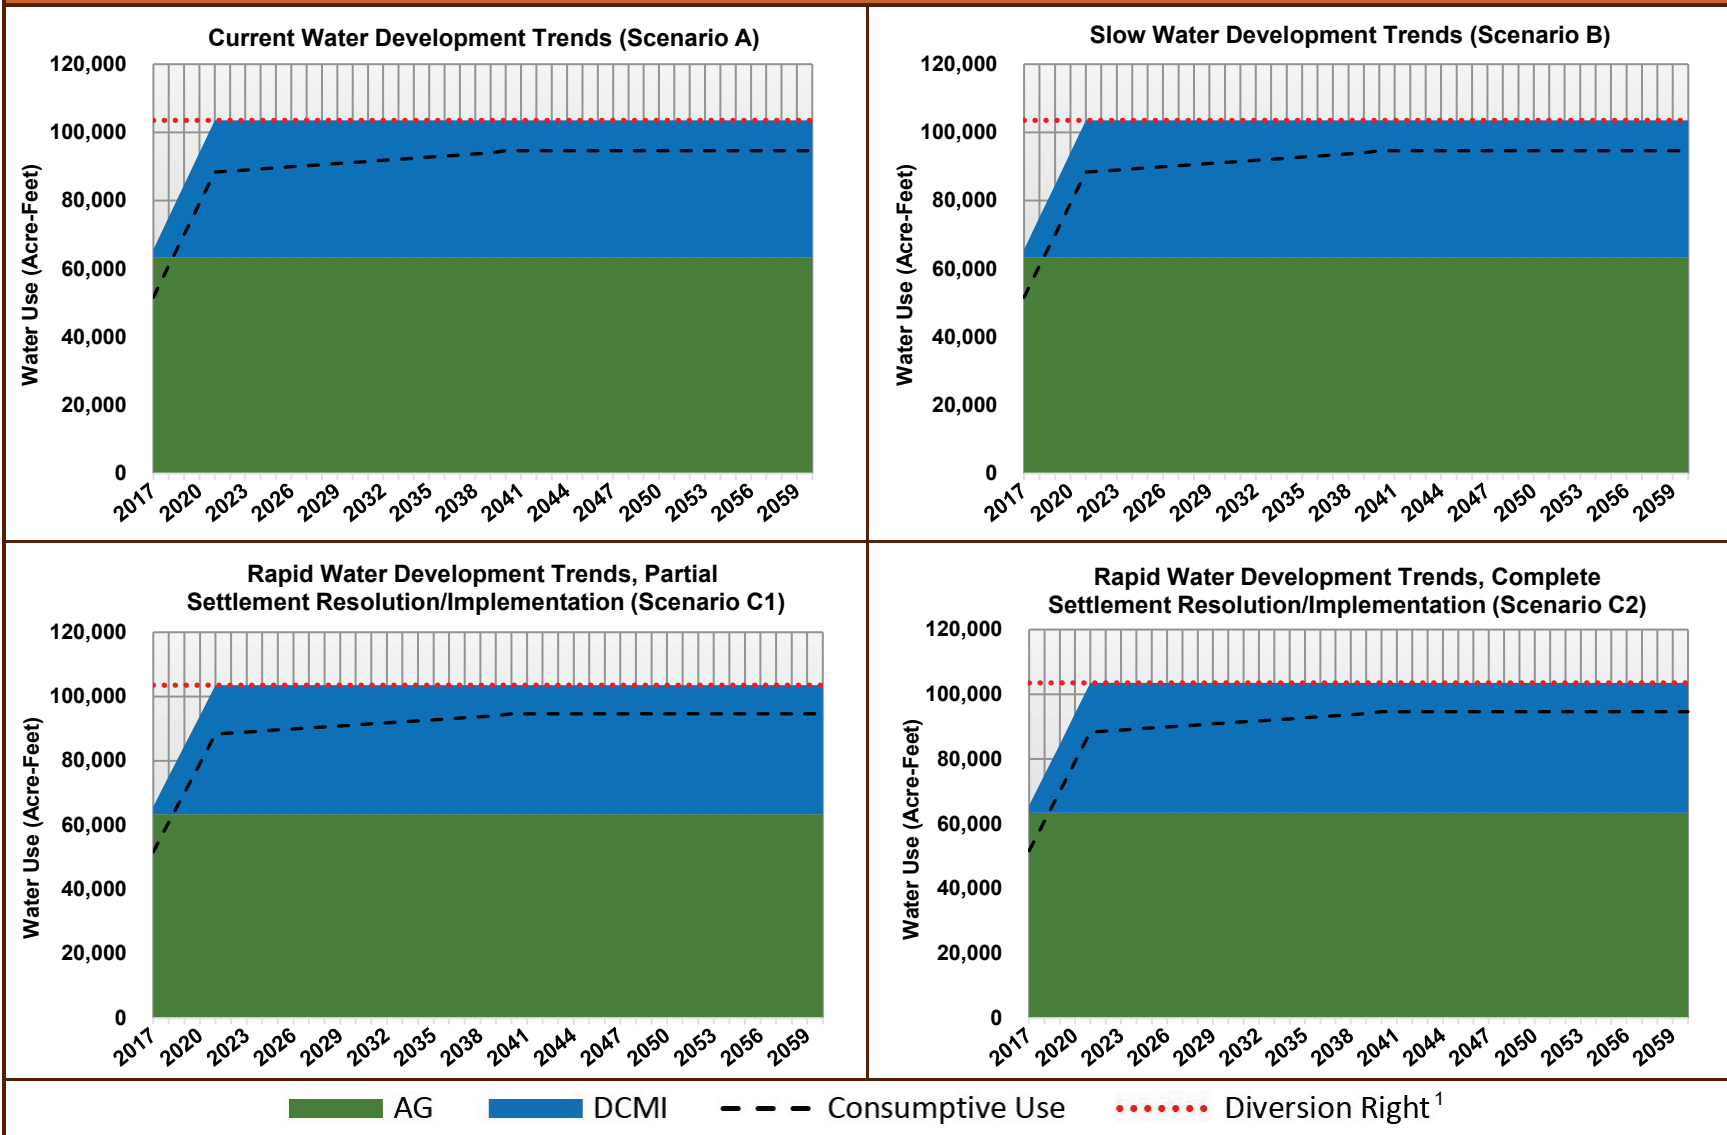 Current Water Development Trends (Scenario A)
Water Use (Acre-Feet)
120,000
100,000
80,000
60,000
40,000
20,000
0
2017 2020 2023 2026 2029 2032 2035 2038 2041 2044 2047 2050 2053 2056 2059
Slow Water Development Trends (Scenario B)
Water Use (Acre-Feet)
120,000
100,000
80,000
60,000
40,000
20,000
0
2017 2020 2023 2026 2029 2032 2035 2038 2041 2044 2047 2050 2053 2056 2059
Rapid Water Development Trends, Partial
Settlement Resolution/Implementation (Scenario C1)
Water Use (Acre-Feet)
120,000
100,000
80,000
60,000
40,000
20,000
0
2017 2020 2023 2026 2029 2032 2035 2038 2041 2044 2047 2050 2053 2056 2059
Rapid Water Development Trends, Complete
Settlement Resolution/Implementation (Scenario C2)
Water Use (Acre-Feet)
120,000
100,000
80,000
60,000
40,000
20,000
0
2017 2020 2023 2026 2029 2032 2035 2038 2041 2044 2047 2050 2053 2056 2059
AG DCMI Consumptive Use Diversion Right¹